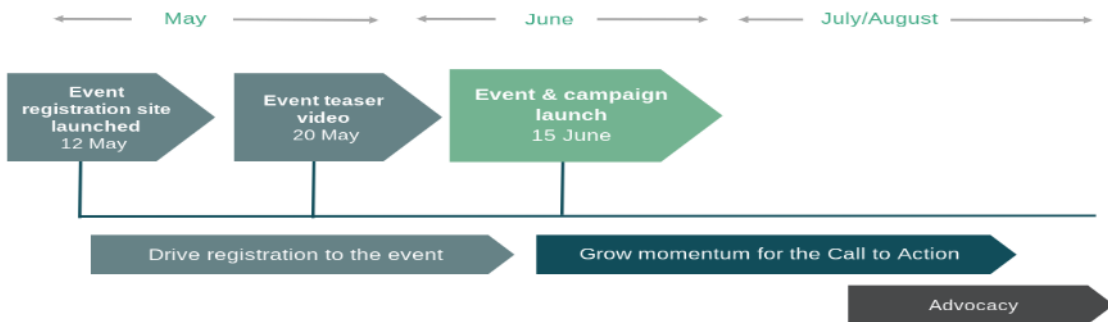 May
June
July/August
Event
registration site
launched
12 May
Event teaser
video
20 May
Event & campaign
launch
15 June
Drive registration to the event
Grow momentum for the Call to Action
Advocacy